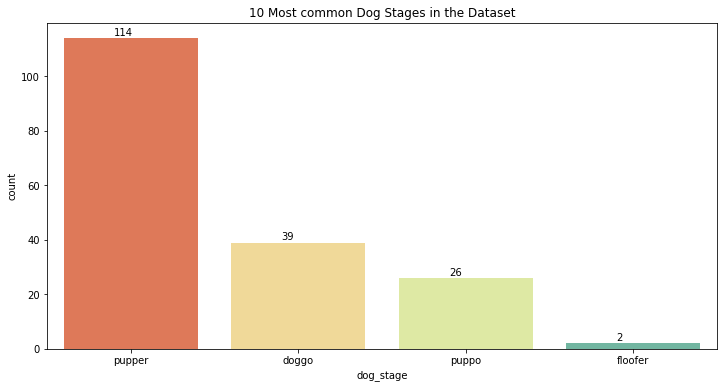 10 Most common Dog Stages in the Dataset
114
100
80
60
40
20
0
39
26
2
count
pupper
doggo
puppo
floofer
dog_stage